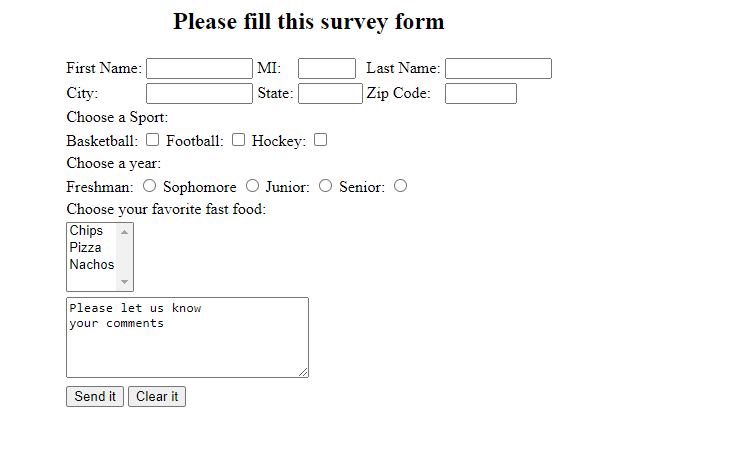 Please fill this survey form
First Name: MI: Last Name:
City: State: Zip Code:
Choose a Sport:
Basketball: Football: Hockey:
Choose a year:
Freshman: Sophomore Junior: Senior:
Choose your favorite fast food:
Chips
Pizza
Nachos
Please let us know
your comments
Send it Clear it